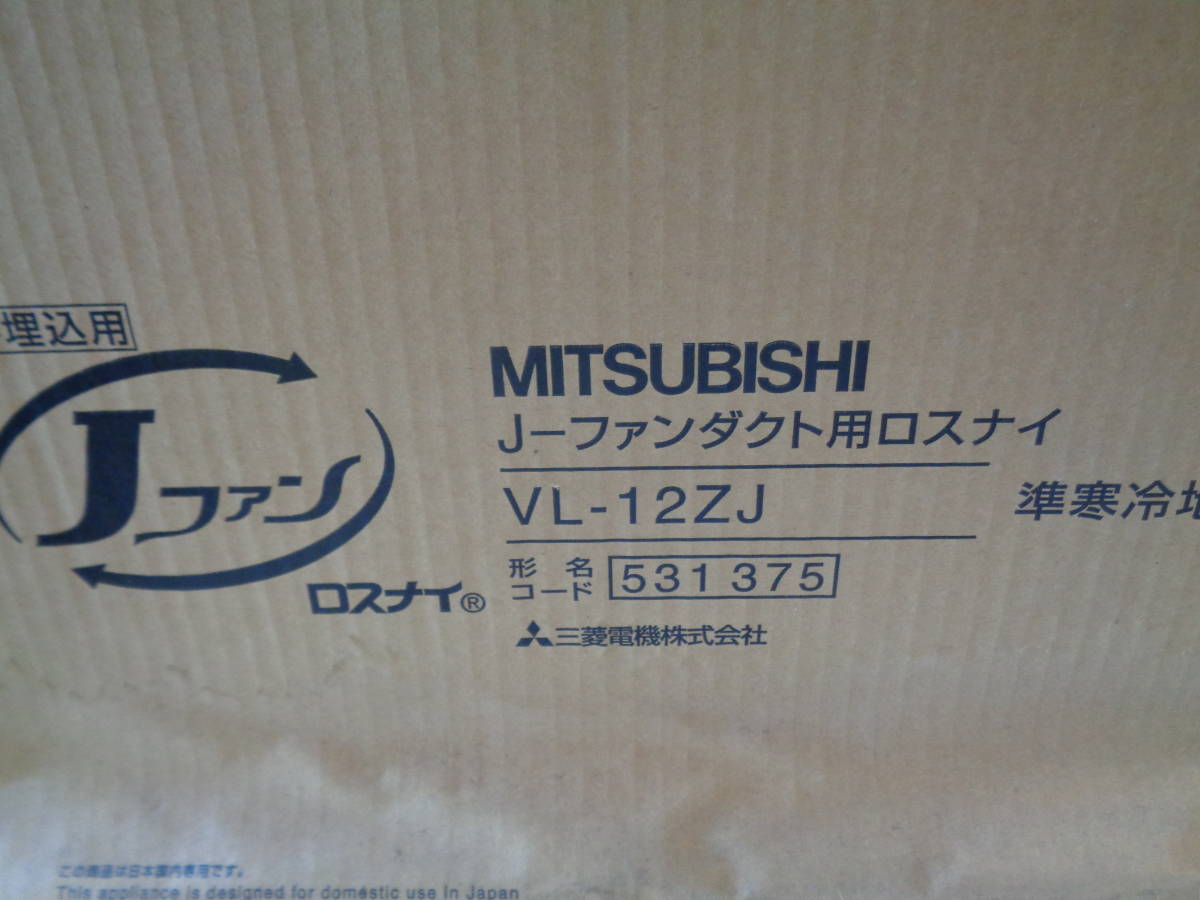 埋込用
Jファン
ロスナイ®
MITSUBISHI
J-ファンダクト用ロスナイ
VL-12ZJ
準寒冷地
形名
コード 531375
三菱電機株式会社
この商品は日本国内専用です。
This appliance is designed for domestic use in Japan